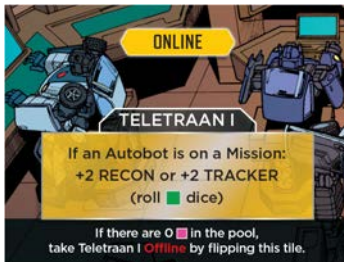 ONLINE
TELETRAAN I
If an Autobot is on a Mission:
+2 RECON or +2 TRACKER
(roll dice)
If there are 0 in the pool,
take Teletraan I Offline by flipping this tile.